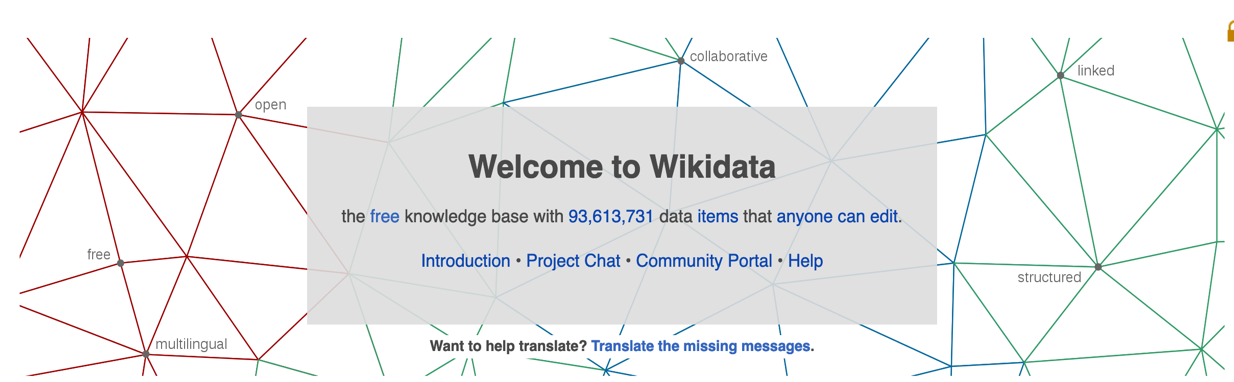 collaborative
linked
open
Welcome to Wikidata
the free knowledge base with 93,613,731 data items that anyone can edit.
free
Introduction • Project Chat • Community Portal • Help
structured
multilingual
Want to help translate? Translate the missing messages.